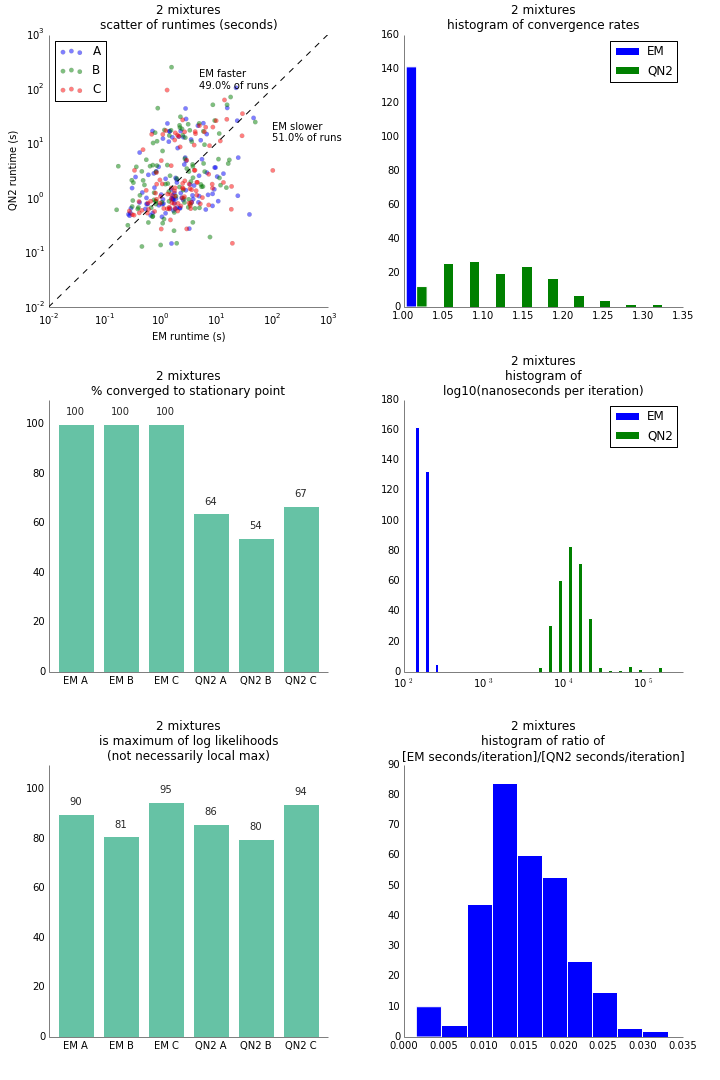 2 mixtures
scatter of runtimes (seconds)
10^3
10^2
10^1
10^0
10^-1
10^-2
QN2 runtime (s)
A
B
C
EM faster
49.0% of runs
EM slower
51.0% of runs
10^-2 10^-1 10^0 10^1 10^2 10^3
EM runtime (s)
2 mixtures
histogram of convergence rates
160
140
120
100
80
60
40
20
0
EM
QN2
1.00 1.05 1.10 1.15 1.20 1.25 1.30 1.35
2 mixtures
% converged to stationary point
100
80
60
40
20
0
100 100 100 64 54 67
EM A EM B EM C QN2 A QN2 B QN2 C
2 mixtures
histogram of
log10(nanoseconds per iteration)
180
160
140
120
100
80
60
40
20
0
EM
QN2
10^2 10^3 10^4 10^5
2 mixtures
is maximum of log likelihoods
(not necessarily local max)
100
80
60
40
20
0
90 81 95 86 80 94
EM A EM B EM C QN2 A QN2 B QN2 C
2 mixtures
histogram of ratio of
[EM seconds/iteration]/[QN2 seconds/iteration]
90
80
70
60
50
40
30
20
10
0
0.000 0.005 0.010 0.015 0.020 0.025 0.030 0.035